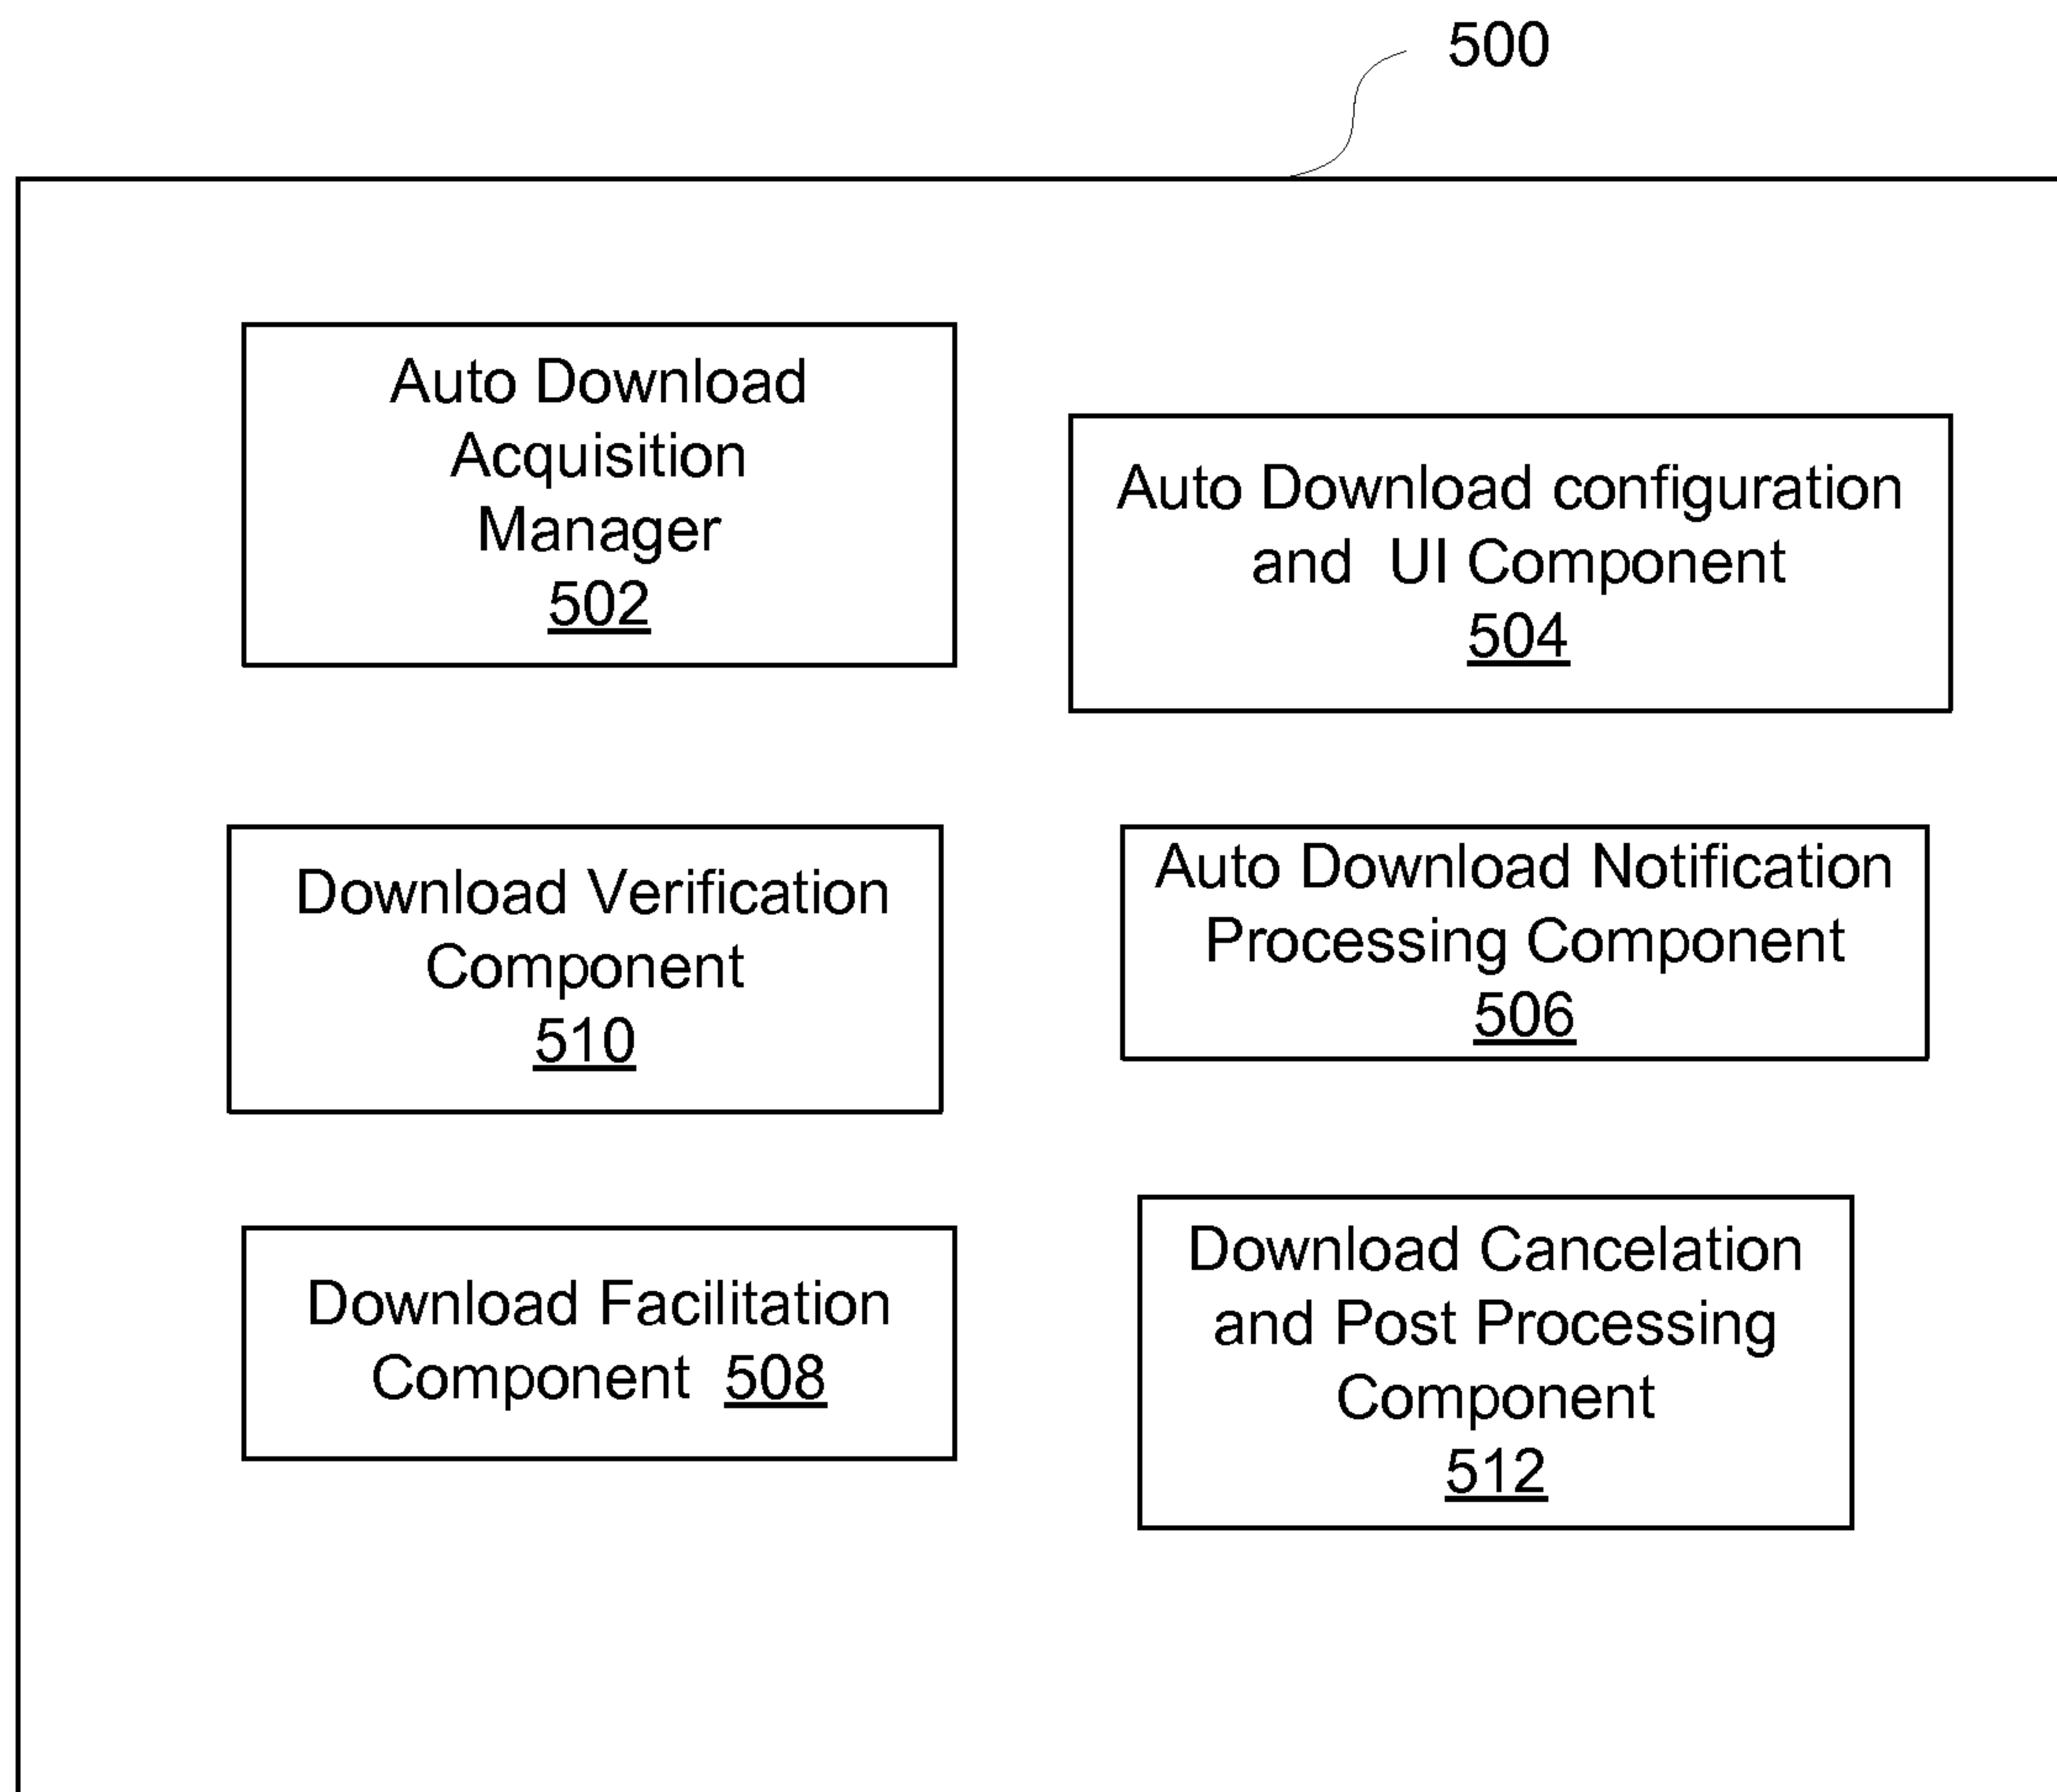 500
Auto Download
Acquisition
Manager
502
Auto Download configuration
and UI Component
504
Download Verification
Component
510
Auto Download Notification
Processing Component
506
Download Facilitation
Component 508
Download Cancelation
and Post Processing
Component
512